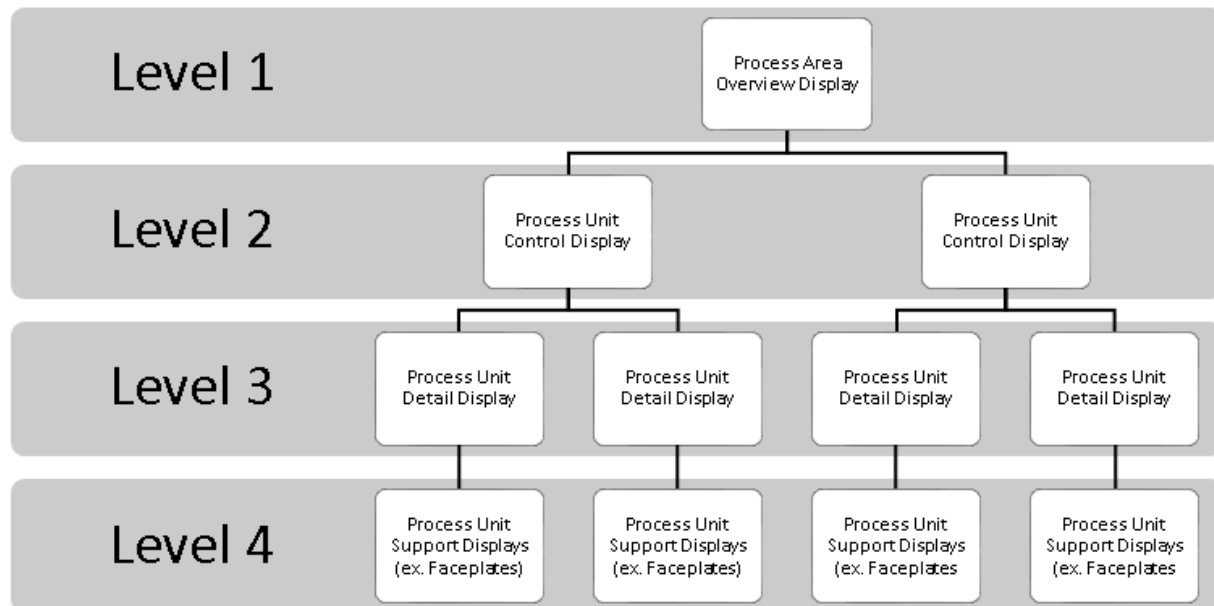 Level 1
Process Area
Overview Display
Level 2
Process Unit
Control Display
Process Unit
Control Display
Level 3
Process Unit
Detail Display
Process Unit
Detail Display
Process Unit
Detail Display
Process Unit
Detail Display
Level 4
Process Unit
Support Displays
(ex. Faceplates)
Process Unit
Support Displays
(ex. Faceplates)
Process Unit
Support Displays
(ex. Faceplates
Process Unit
Support Displays
(ex. Faceplates